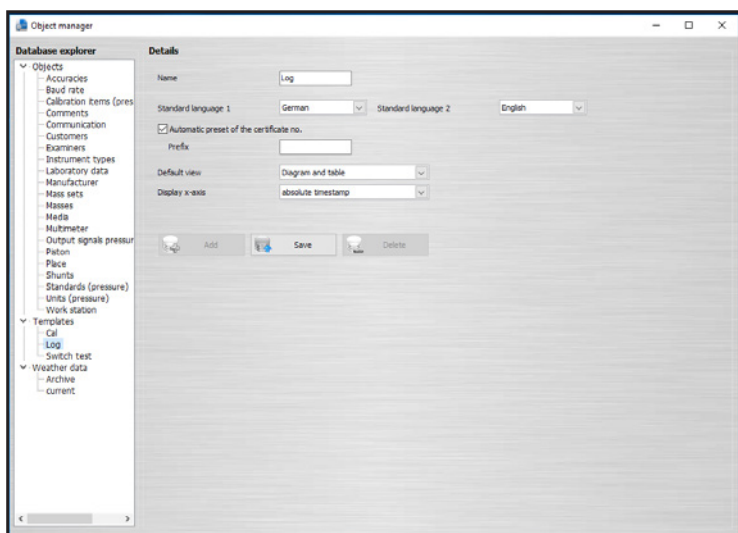 Object manager
Database explorer
Objects
Accuracies
Baud rate
Calibration items (pres
Comments
Communication
Customers
Examiners
Instrument types
Laboratory data
Manufacturer
Mass sets
Masses
Media
Multimeter
Output signals pressur
Piston
Place
Shunts
Standards (pressure)
Units (pressure)
Work station
Templates
Cal
Log
Switch test
Weather data
Archive
current
Details
Name Log
Standard language 1 German Standard language 2 English
Automatic preset of the certificate no.
Prefix
Default view Diagram and table
Display x-axis absolute timestamp
Add Save Delete